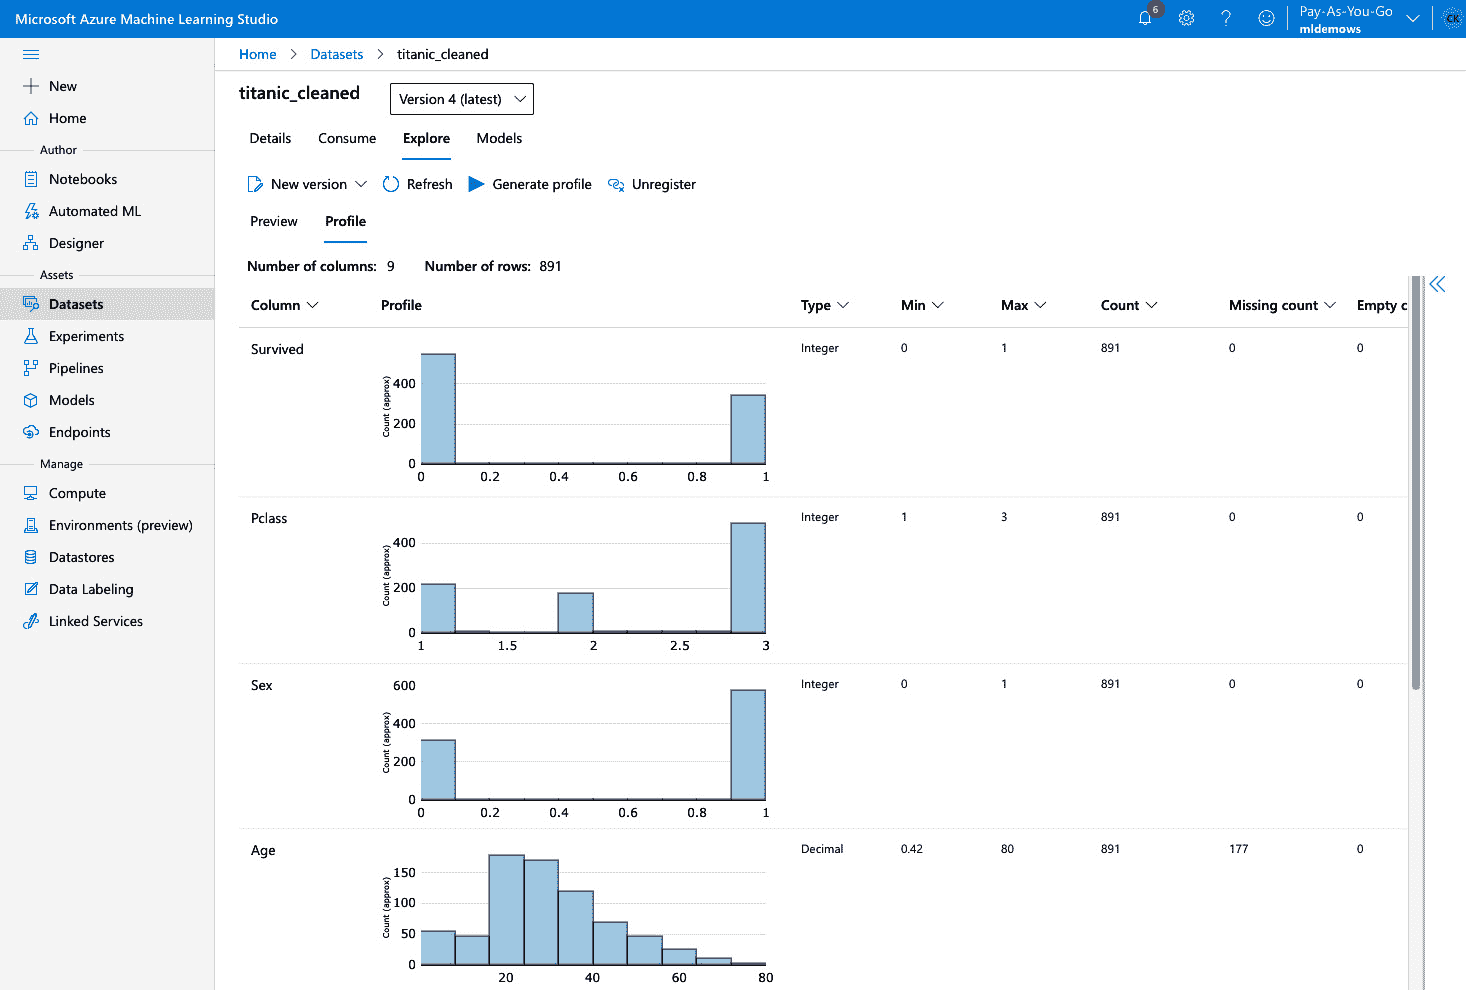 Microsoft Azure Machine Learning Studio
6
Pay-As-You-Go
mldemows
CK
New
Home
Author
Notebooks
Automated ML
Designer
Assets
Datasets
Experiments
Pipelines
Models
Endpoints
Manage
Compute
Environments (preview)
Datastores
Data Labeling
Linked Services
Home > Datasets > titanic_cleaned
titanic_cleaned Version 4 (latest)
Details Consume Explore Models
New version Refresh Generate profile Unregister
Preview Profile
Number of columns: 9 Number of rows: 891
Column Profile Type Min Max Count Missing count Empty c
Survived Integer 0 1 891 0 0
Count (approx)
400
200
0
0 0.2 0.4 0.6 0.8 1
Pclass Integer 1 3 891 0 0
Count (approx)
400
200
0
1 1.5 2 2.5 3
Sex Integer 0 1 891 0 0
Count (approx)
600
400
200
0
0 0.2 0.4 0.6 0.8 1
Age Decimal 0.42 80 891 177 0
Count (approx)
150
100
50
0
20 40 60 80